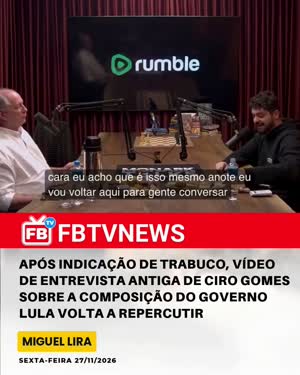 rumble
cara eu acho que é isso mesmo anote eu
vou voltar aqui para gente conversar
MONARK
FB TV
FBTVNEWS
APÓS INDICAÇÃO DE TRABUCO, VÍDEO
DE ENTREVISTA ANTIGA DE CIRO GOMES
SOBRE A COMPOSIÇÃO DO GOVERNO
LULA VOLTA A REPERCUTIR
MIGUEL LIRA
SEXTA-FEIRA 27/11/2026